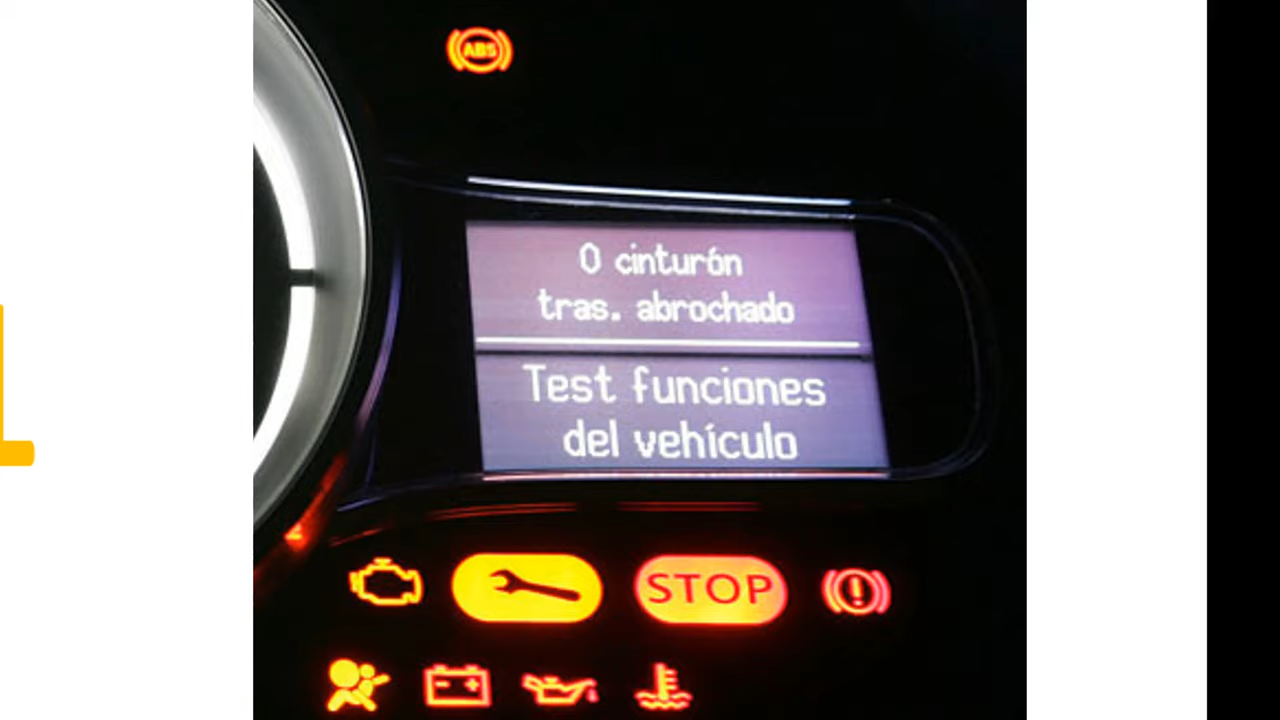 ABS
0 cinturón
tras. abrochado
Test funciones
del vehículo
STOP